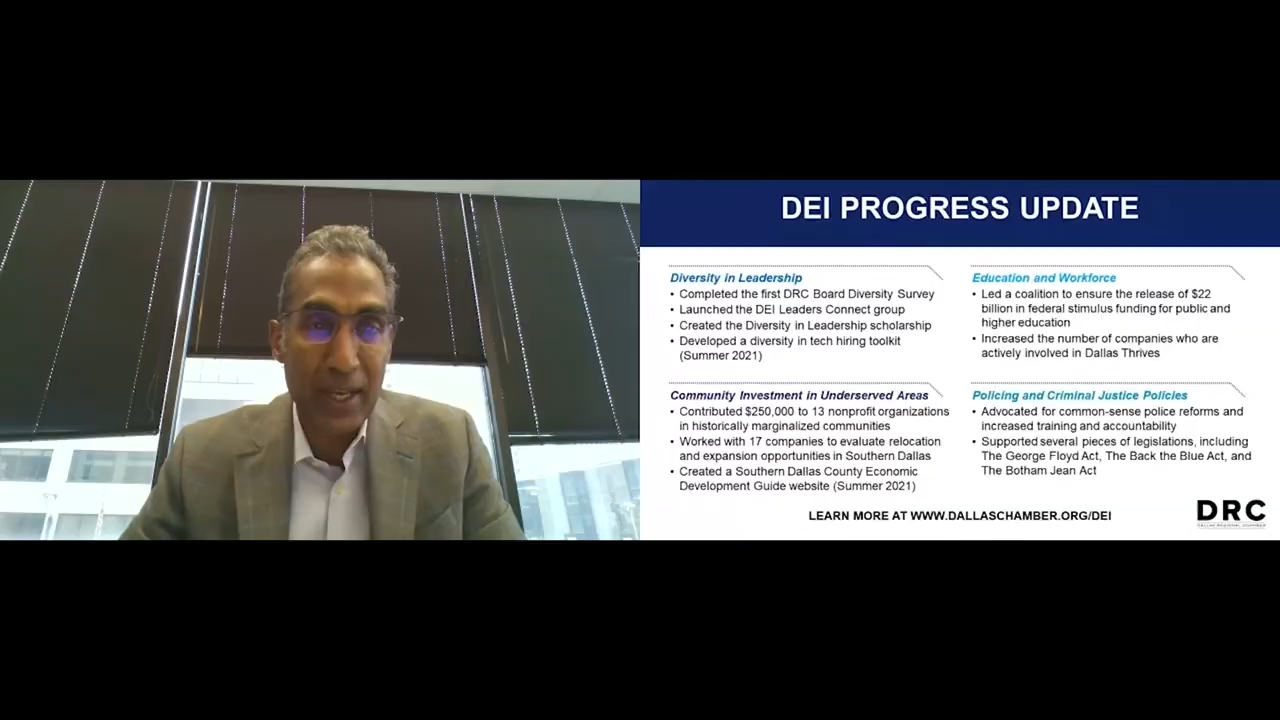 DEI PROGRESS UPDATE
Diversity in Leadership
• Completed the first DRC Board Diversity Survey
• Launched the DEI Leaders Connect group
• Created the Diversity in Leadership scholarship
• Developed a diversity in tech hiring toolkit
(Summer 2021)
Community Investment in Underserved Areas
• Contributed $250,000 to 13 nonprofit organizations
in historically marginalized communities
• Worked with 17 companies to evaluate relocation
and expansion opportunities in Southern Dallas
• Created a Southern Dallas County Economic
Development Guide website (Summer 2021)
Education and Workforce
• Led a coalition to ensure the release of $22
billion in federal stimulus funding for public and
higher education
• Increased the number of companies who are
actively involved in Dallas Thrives
Policing and Criminal Justice Policies
• Advocated for common-sense police reforms and
increased training and accountability
• Supported several pieces of legislations, including
The George Floyd Act, The Back the Blue Act, and
The Botham Jean Act
LEARN MORE AT WWW.DALLASCHAMBER.ORG/DEI
DRC
DALLAS REGIONAL CHAMBER